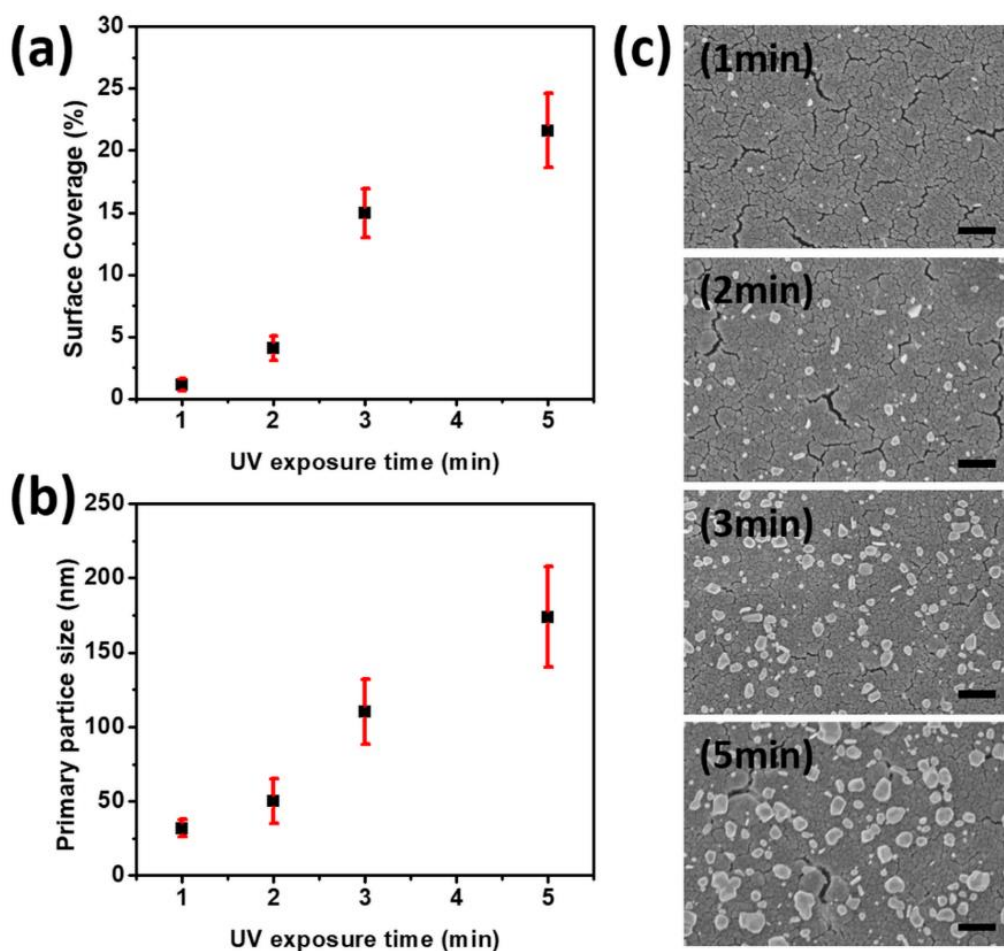 (a)
30
25
20
15
10
5
0
Surface Coverage (%)
1 2 3 4 5
UV exposure time (min)
(b)
250
200
150
100
50
0
Primary partice size (nm)
1 2 3 4 5
UV exposure time (min)
(c)
(1min)
(2min)
(3min)
(5min)